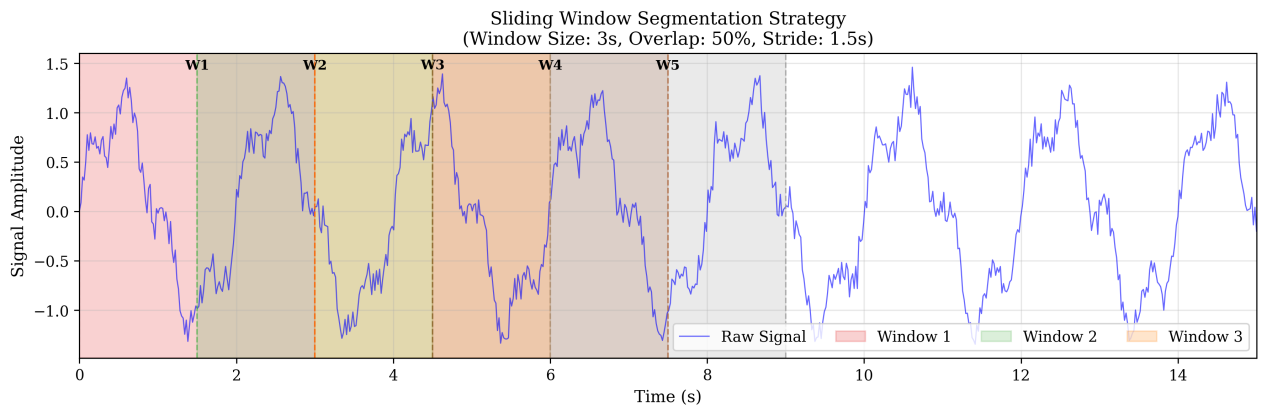 Sliding Window Segmentation Strategy
(Window Size: 3s, Overlap: 50%, Stride: 1.5s)
W1 W2 W3 W4 W5
1.5
1.0
0.5
0.0
−0.5
−1.0
Signal Amplitude
Raw Signal Window 1 Window 2 Window 3
0 2 4 6 8 10 12 14
Time (s)